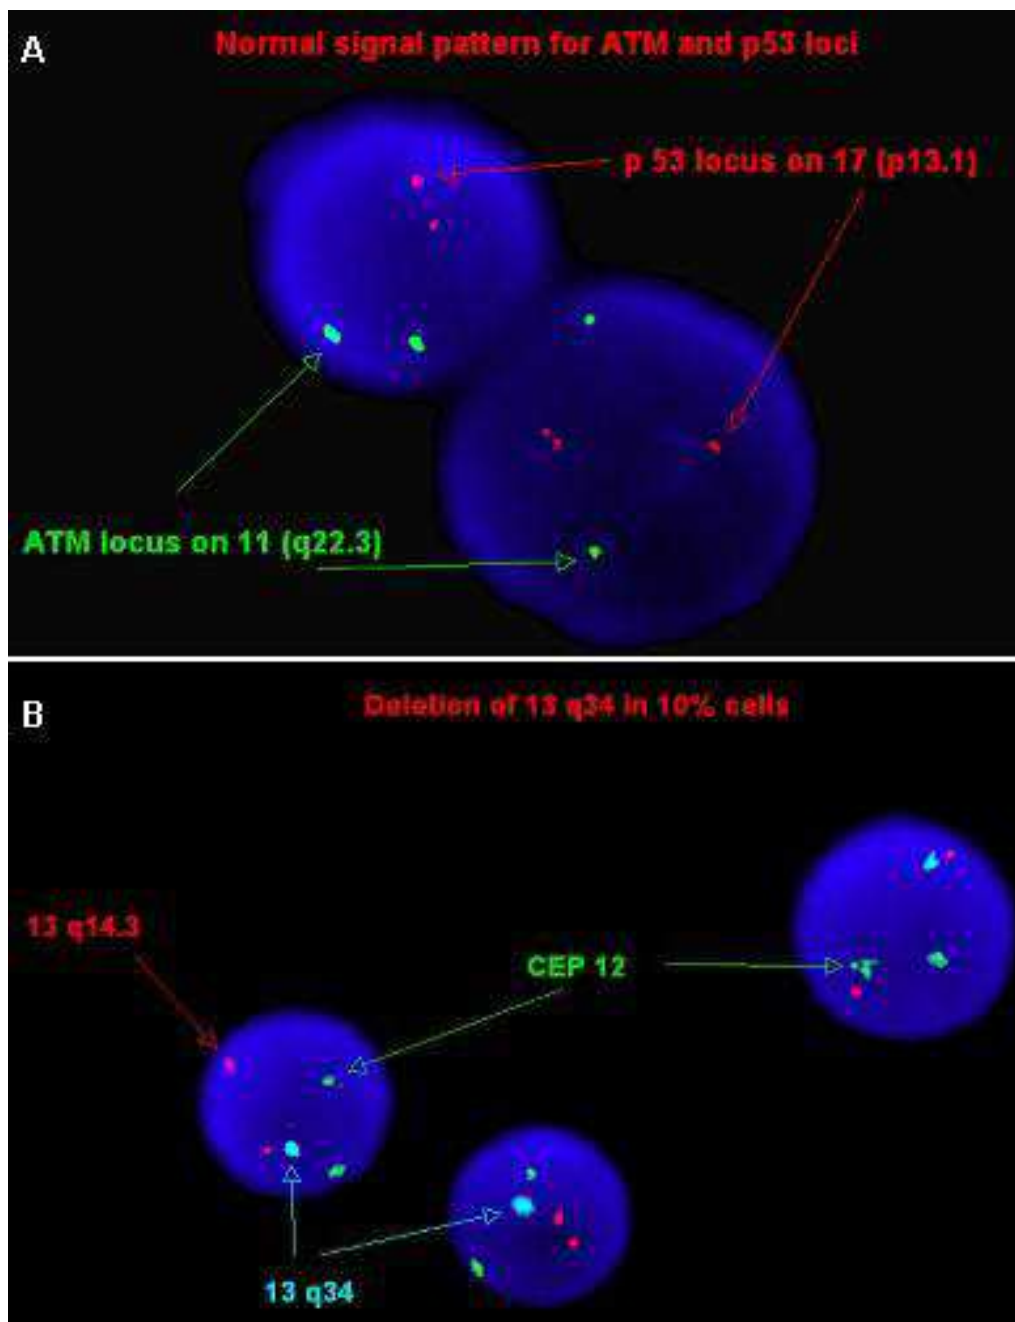 A
Normal signal pattern for ATM and p53 loci
p 53 locus on 17 (p13.1)
ATM locus on 11 (q22.3)
B
Deletion of 13 q34 in 10% cells
13 q14.3
CEP 12
13 q34